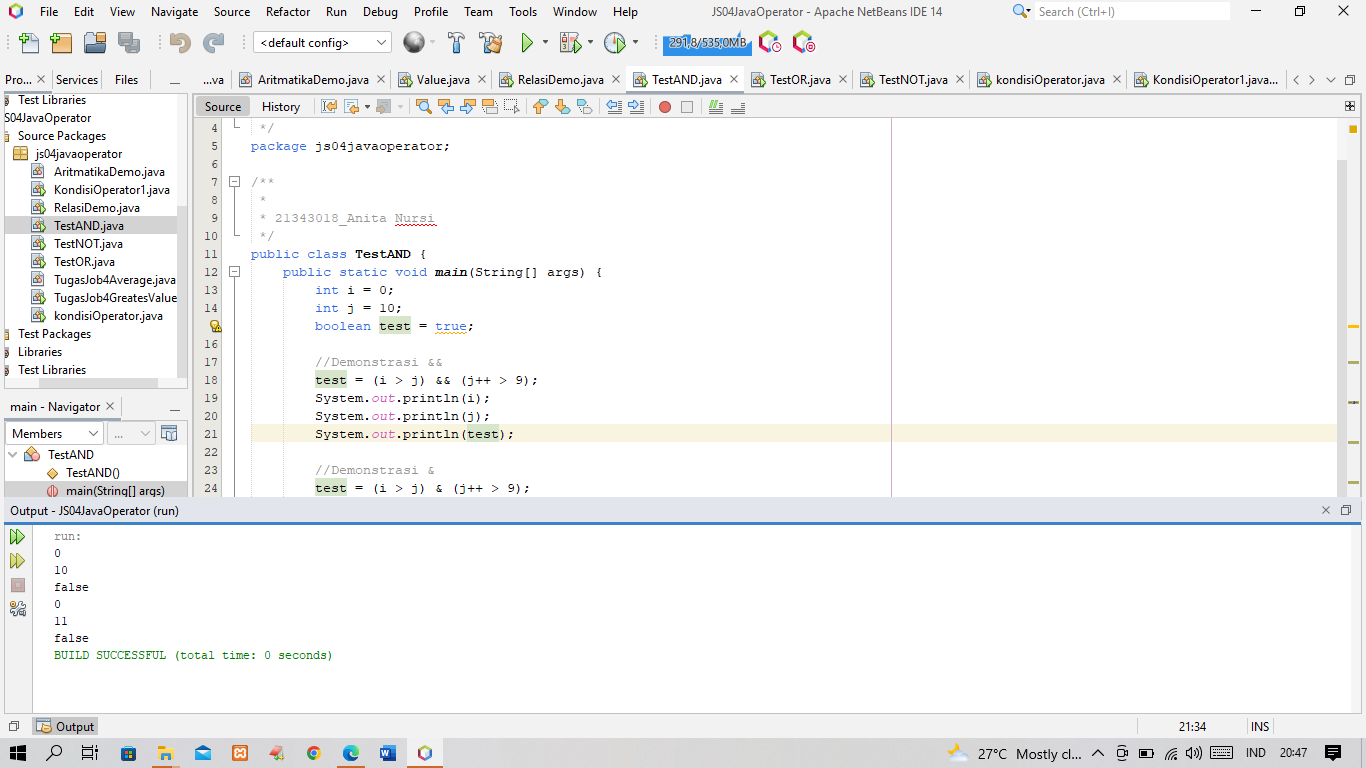 File Edit View Navigate Source Refactor Run Debug Profile Team Tools Window Help JS04JavaOperator - Apache NetBeans IDE 14 Search (Ctrl+I)
<default config> 291,8/535,0MB
Pro... Services Files ...va AritmatikaDemo.java Value.java RelasiDemo.java TestAND.java TestOR.java TestNOT.java kondisiOperator.java KondisiOperator1.java...
Test Libraries
S04JavaOperator
Source Packages
js04javaoperator
AritmatikaDemo.java
KondisiOperator1.java
RelasiDemo.java
TestAND.java
TestNOT.java
TestOR.java
TugasJob4Average.java
TugasJob4GreatesValue
kondisiOperator.java
Test Packages
Libraries
Test Libraries
main - Navigator
Members ...
TestAND
TestAND()
main(String[] args)
Source History
4 */
5 package js04javaoperator;
6
7 /**
8 *
9 * 21343018_Anita Nursi
10 */
11 public class TestAND {
12 public static void main(String[] args) {
13 int i = 0;
14 int j = 10;
boolean test = true;
16
17 //Demonstrasi &&
18 test = (i > j) && (j++ > 9);
19 System.out.println(i);
20 System.out.println(j);
21 System.out.println(test);
22
23 //Demonstrasi &
24 test = (i > j) & (j++ > 9);
Output - JS04JavaOperator (run)
run:
0
10
false
0
11
false
BUILD SUCCESSFUL (total time: 0 seconds)
Output 21:34 INS
27°C Mostly cl... IND 20:47